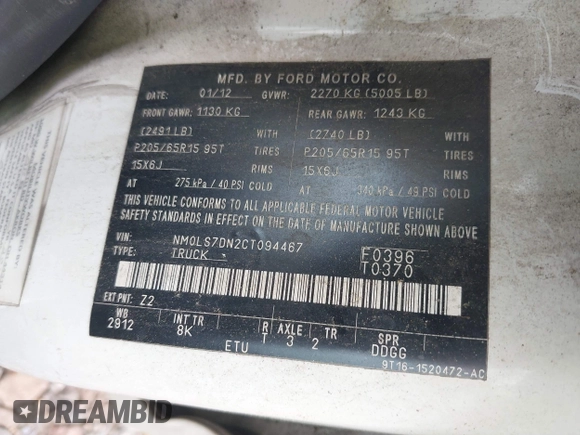 MFD. BY FORD MOTOR CO.
DATE: 01/12 GVWR: 2270 KG (5005 LB)
FRONT GAWR: 1130 KG REAR GAWR: 1243 KG
(2491 LB) WITH (2740 LB) WITH
P205/65R15 95T TIRES P205/65R15 95T TIRES
15X6J RIMS 15X6J RIMS
AT 275 kPa / 40 PSI COLD AT 340 kPa / 49 PSI COLD
THIS VEHICLE CONFORMS TO ALL APPLICABLE FEDERAL MOTOR VEHICLE
SAFETY STANDARDS IN EFFECT ON THE DATE OF MANUFACTURE SHOWN ABOVE.
VIN: NM0LS7DN2CT094467 F0396
TYPE: TRUCK T0370
EXT PNT: Z2
WB INT TR R AXLE TR SPR
2912 8K T 3 2 DDGG
ETU
9T16-1520472-AC
DREAMBID